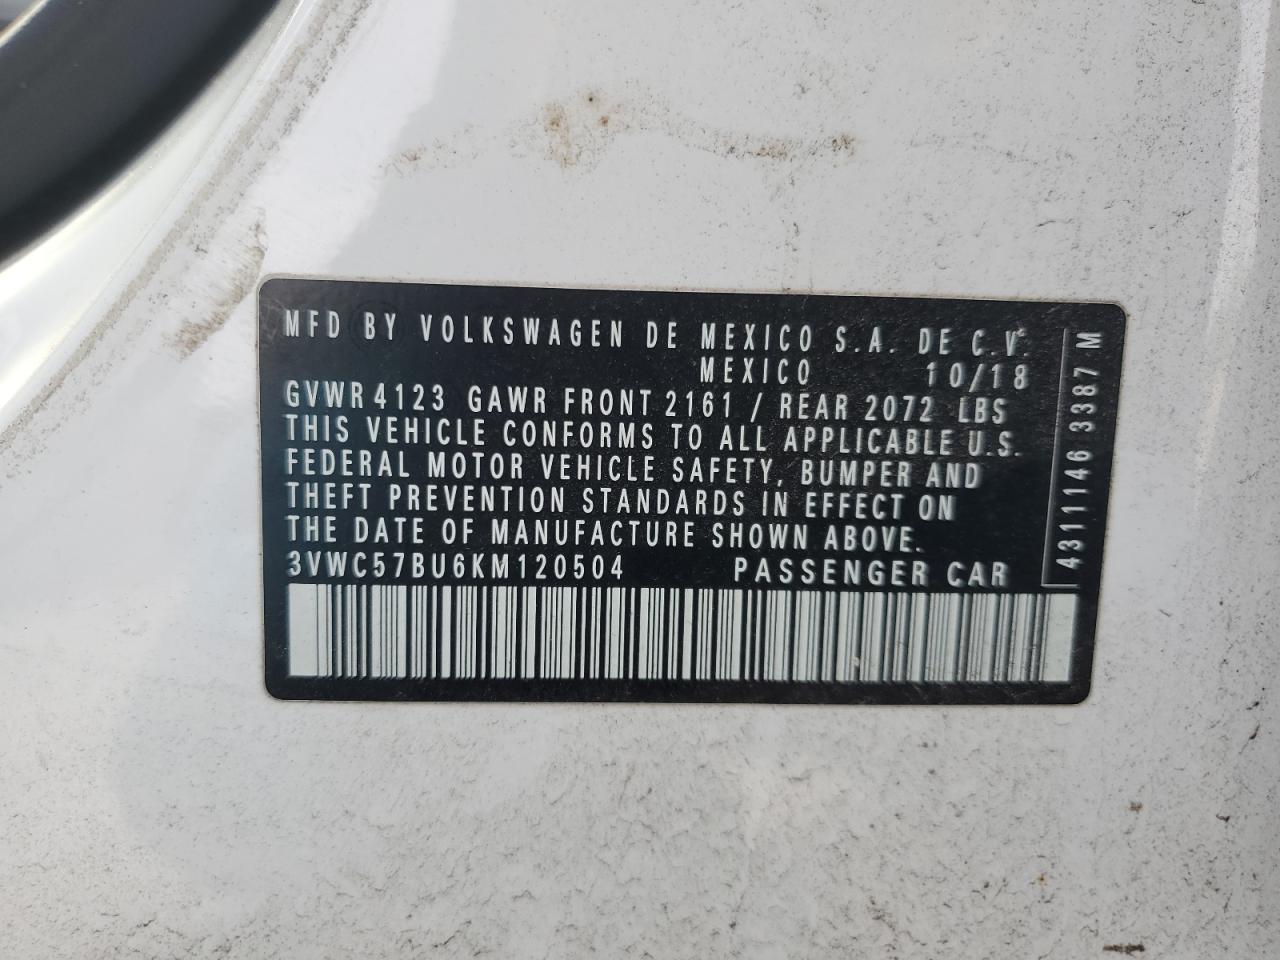 MFD BY VOLKSWAGEN DE MEXICO S.A. DE C.V.
MEXICO 10/18
GVWR 4123 GAWR FRONT 2161 / REAR 2072 LBS
THIS VEHICLE CONFORMS TO ALL APPLICABLE U.S.
FEDERAL MOTOR VEHICLE SAFETY, BUMPER AND
THEFT PREVENTION STANDARDS IN EFFECT ON
THE DATE OF MANUFACTURE SHOWN ABOVE.
3VWC57BU6KM120504 PASSENGER CAR
4311146 3387 M